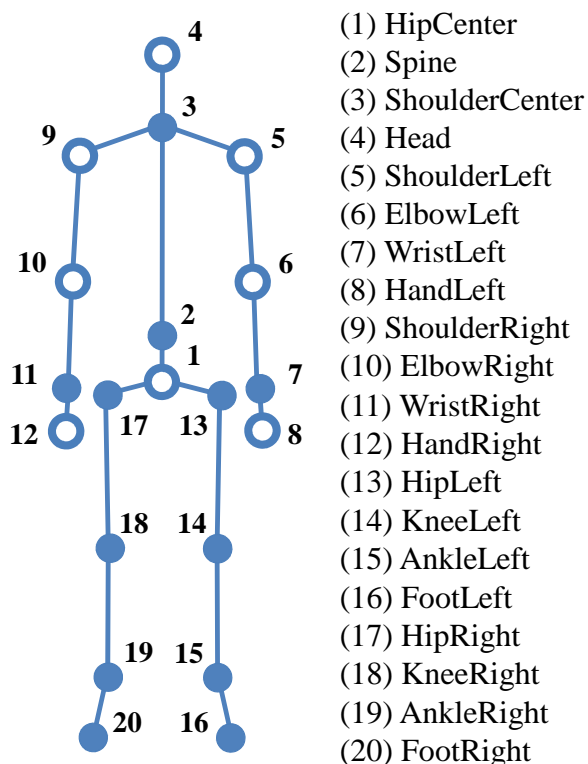 4
3
9
5
10
6
2
1
11
7
12
17
13
8
18
14
19
15
20
16
(1) HipCenter
(2) Spine
(3) ShoulderCenter
(4) Head
(5) ShoulderLeft
(6) ElbowLeft
(7) WristLeft
(8) HandLeft
(9) ShoulderRight
(10) ElbowRight
(11) WristRight
(12) HandRight
(13) HipLeft
(14) KneeLeft
(15) AnkleLeft
(16) FootLeft
(17) HipRight
(18) KneeRight
(19) AnkleRight
(20) FootRight